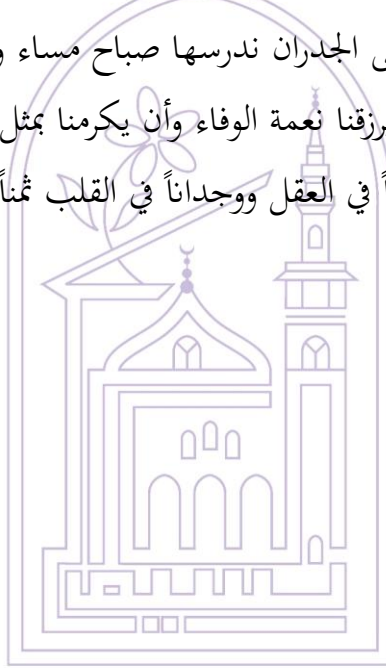 ى الجدران ندرسها صباح مساء و
رزقنا نعمة الوفاء وأن يكرمنا بمثل
اً في العقل ووجداناً في القلب ثمناً